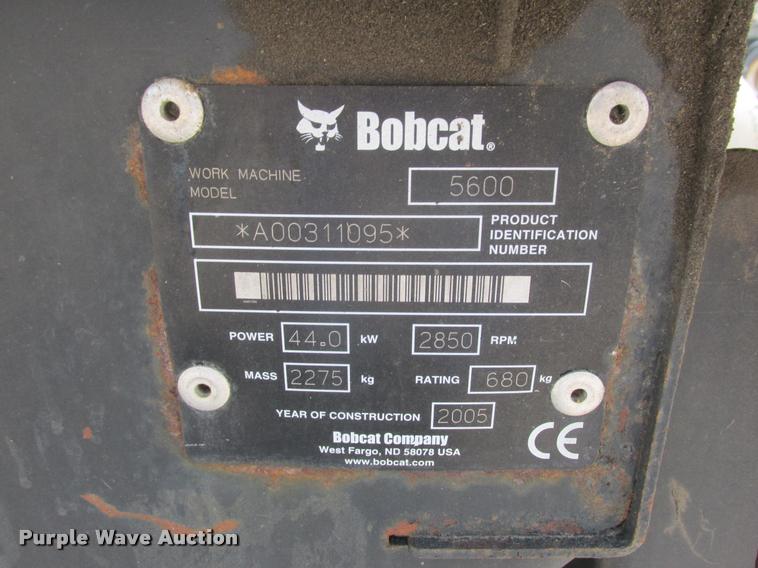 Bobcat®
WORK MACHINE
MODEL
5600
*A00311095*
PRODUCT
IDENTIFICATION
NUMBER
POWER 44.0 kW 2850 RPM
MASS 2275 kg RATING 680 kg
YEAR OF CONSTRUCTION 2005
Bobcat Company
West Fargo, ND 58078 USA
www.bobcat.com
CE
Purple Wave Auction